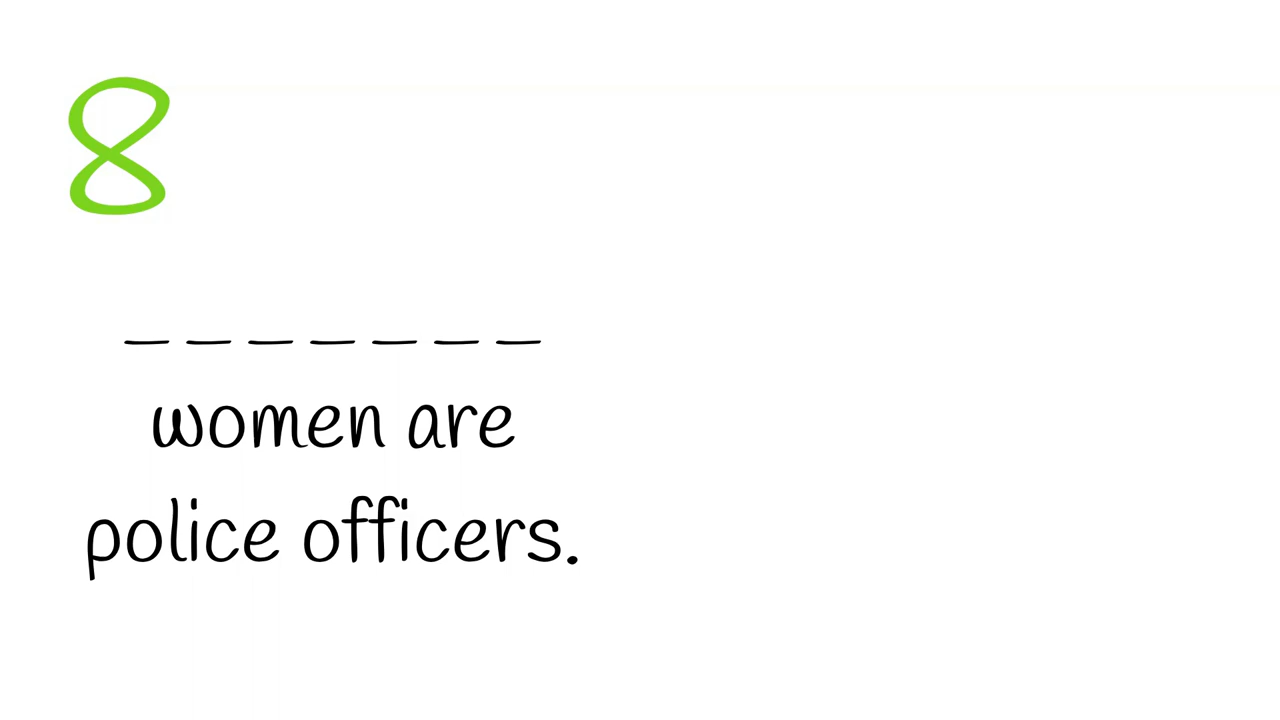 8
_ _ _ _ _ _ _
women are
police officers.